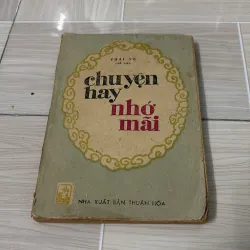 chuyện
hay
nhớ
mãi
NHÀ XUẤT BẢN THUẬN HÓA